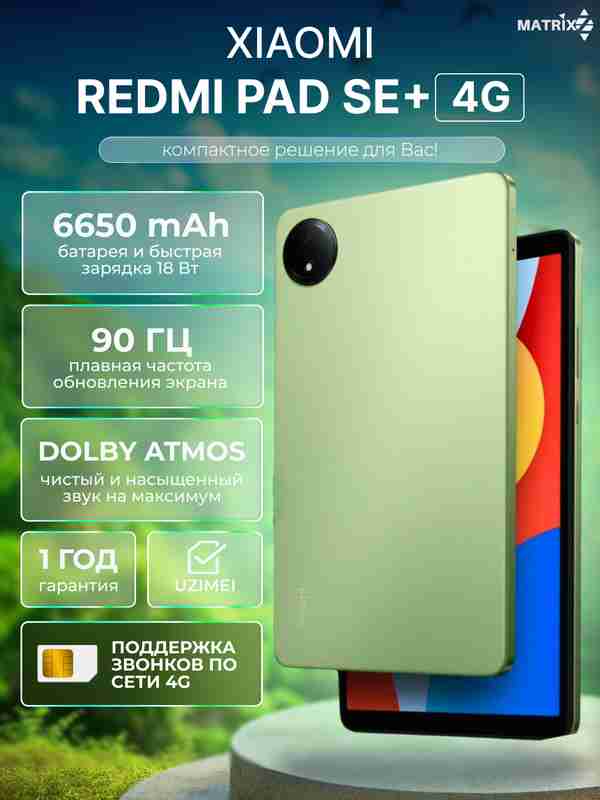 XIAOMI
MATRIX
REDMI PAD SE+ 4G
компактное решение для Вас!
6650 mAh
батарея и быстрая
зарядка 18 Вт
90 ГЦ
плавная частота
обновления экрана
DOLBY ATMOS
чистый и насыщенный
звук на максимум
1 ГОД
гарантия
UZIMEI
ПОДДЕРЖКА
ЗВОНКОВ ПО
СЕТИ 4G